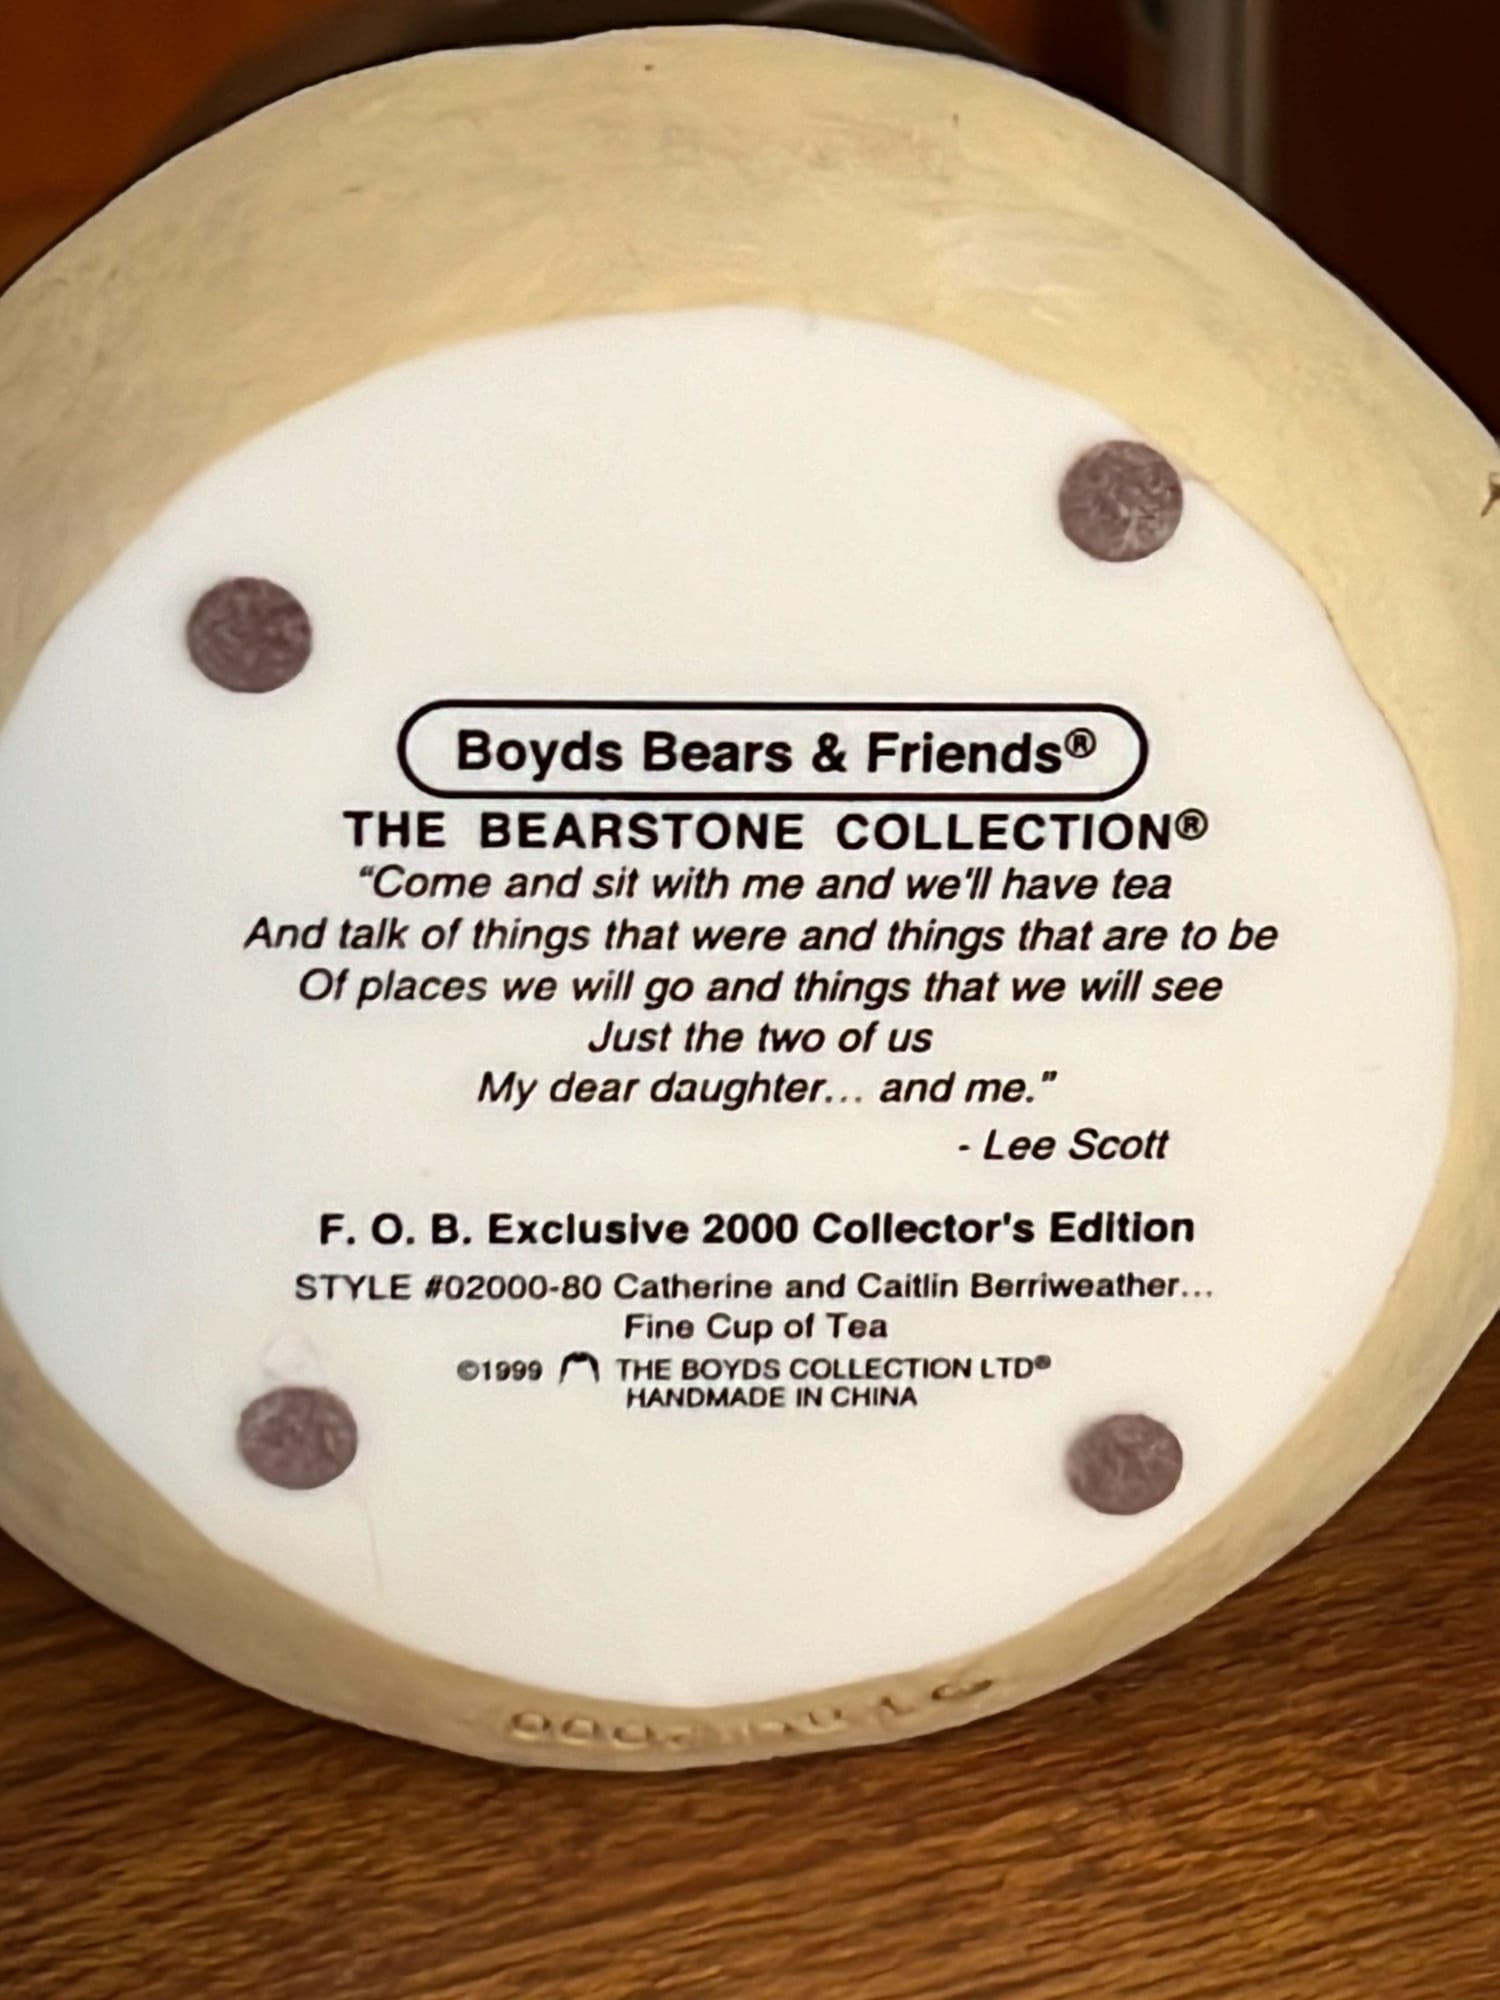 Boyds Bears & Friends®
THE BEARSTONE COLLECTION®
“Come and sit with me and we'll have tea
And talk of things that were and things that are to be
Of places we will go and things that we will see
Just the two of us
My dear daughter... and me.”
- Lee Scott
F. O. B. Exclusive 2000 Collector's Edition
STYLE #02000-80 Catherine and Caitlin Berriweather...
Fine Cup of Tea
©1999 THE BOYDS COLLECTION LTD®
HANDMADE IN CHINA